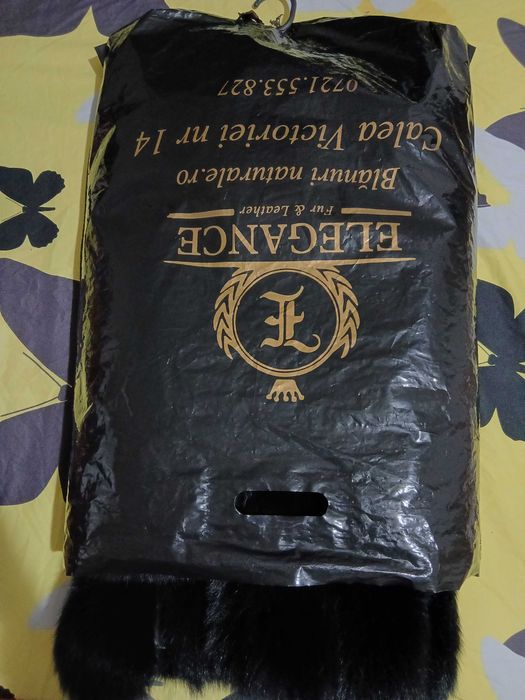 E
ELEGANCE
Fur & Leather
Blănuri naturale.ro
Calea Victoriei nr 14
0721.553.827